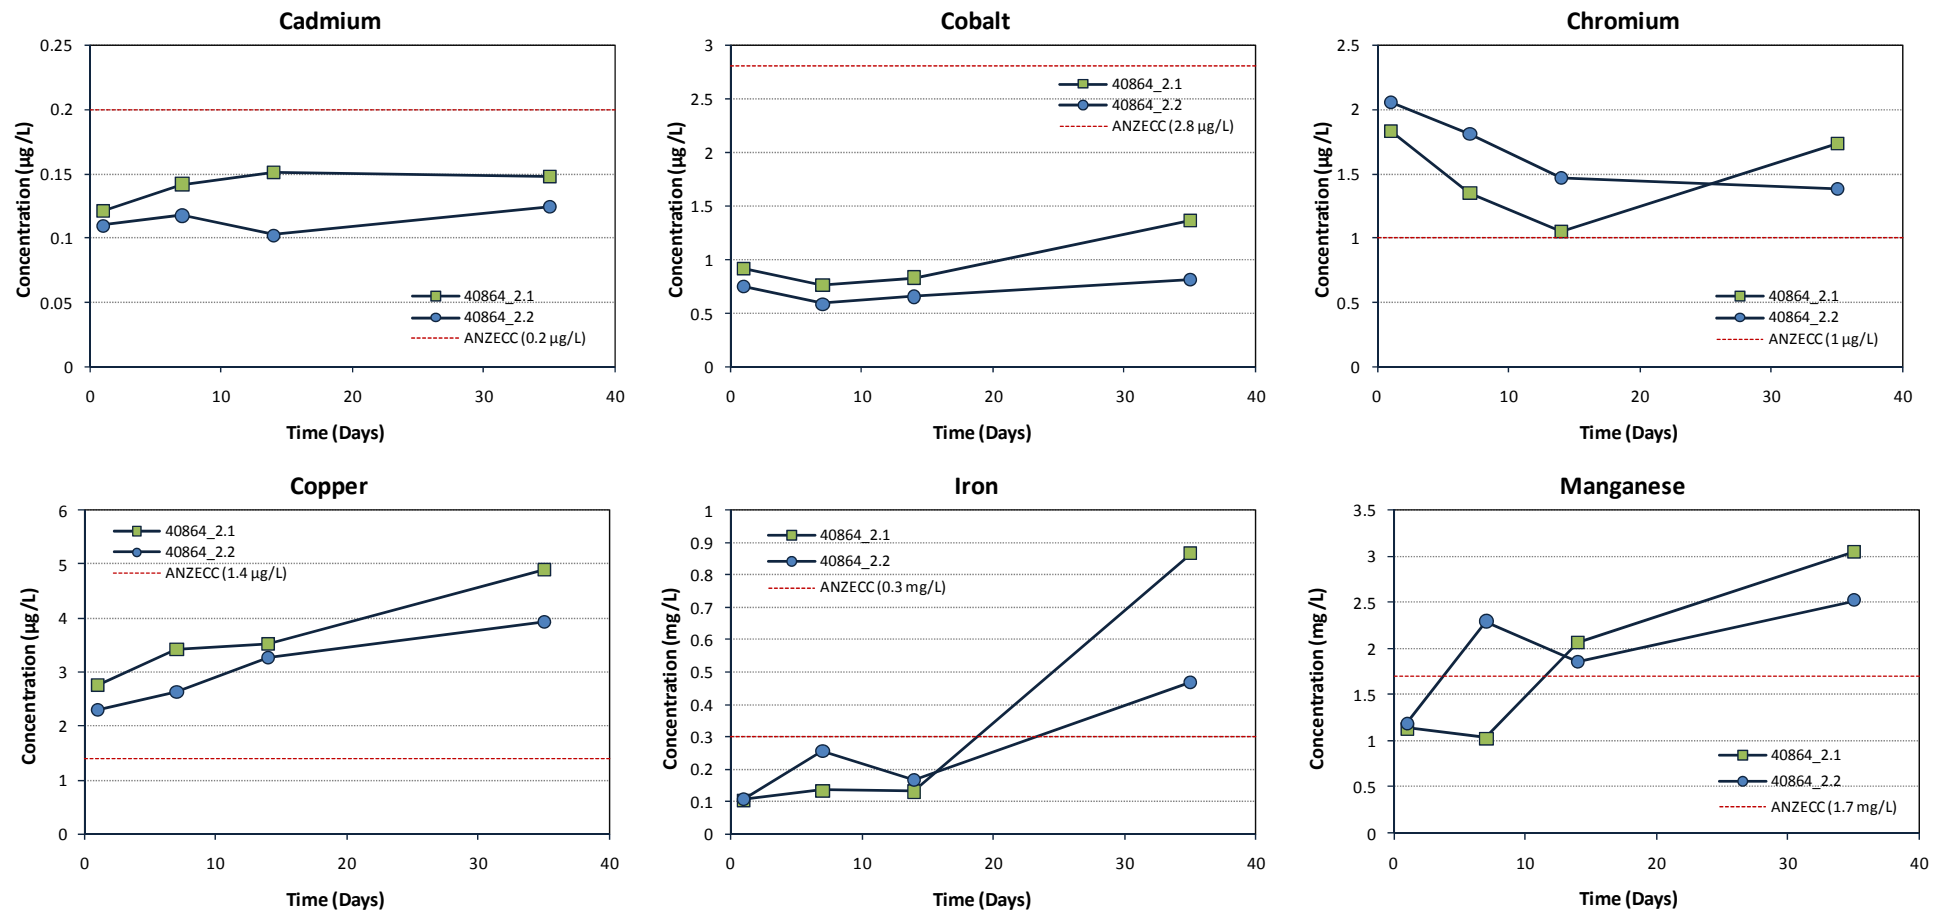 Cadmium
Concentration (µg /L)
0.25
0.2
0.15
0.1
0.05
0
0 10 20 30 40
40864_2.1
40864_2.2
ANZECC (0.2 µg/L)
Time (Days)
Cobalt
Concentration (µg /L)
3
2.5
2
1.5
1
0.5
0
0 10 20 30 40
40864_2.1
40864_2.2
ANZECC (2.8 µg/L)
Time (Days)
Chromium
Concentration (µg /L)
2.5
2
1.5
1
0.5
0
0 10 20 30 40
40864_2.1
40864_2.2
ANZECC (1 µg/L)
Time (Days)
Copper
Concentration (µg /L)
6
5
4
3
2
1
0
0 10 20 30 40
40864_2.1
40864_2.2
ANZECC (1.4 µg/L)
Time (Days)
Iron
Concentration (mg /L)
1
0.9
0.8
0.7
0.6
0.5
0.4
0.3
0.2
0.1
0
0 10 20 30 40
40864_2.1
40864_2.2
ANZECC (0.3 mg/L)
Time (Days)
Manganese
Concentration (mg /L)
3.5
3
2.5
2
1.5
1
0.5
0
0 10 20 30 40
40864_2.1
40864_2.2
ANZECC (1.7 mg/L)
Time (Days)